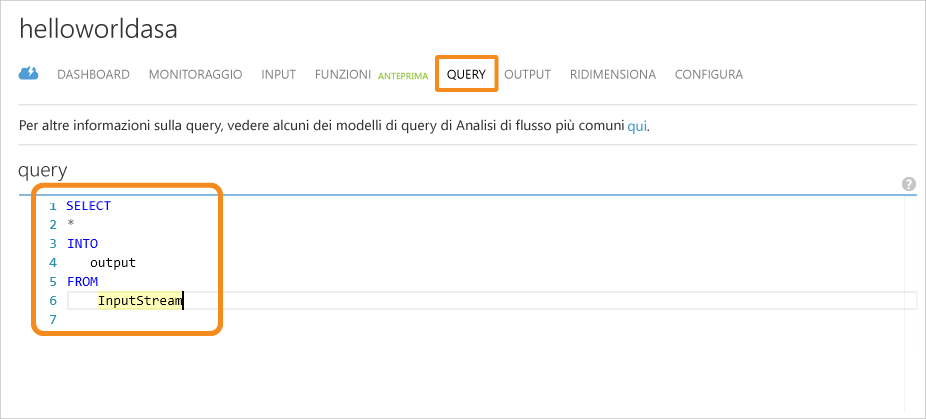 helloworldasa
DASHBOARD MONITORAGGIO INPUT FUNZIONI ANTEPRIMA QUERY OUTPUT RIDIMENSIONA CONFIGURA
Per altre informazioni sulla query, vedere alcuni dei modelli di query di Analisi di flusso più comuni qui.
query
?
1 SELECT
2 *
3 INTO
4 output
5 FROM
6 InputStream
7